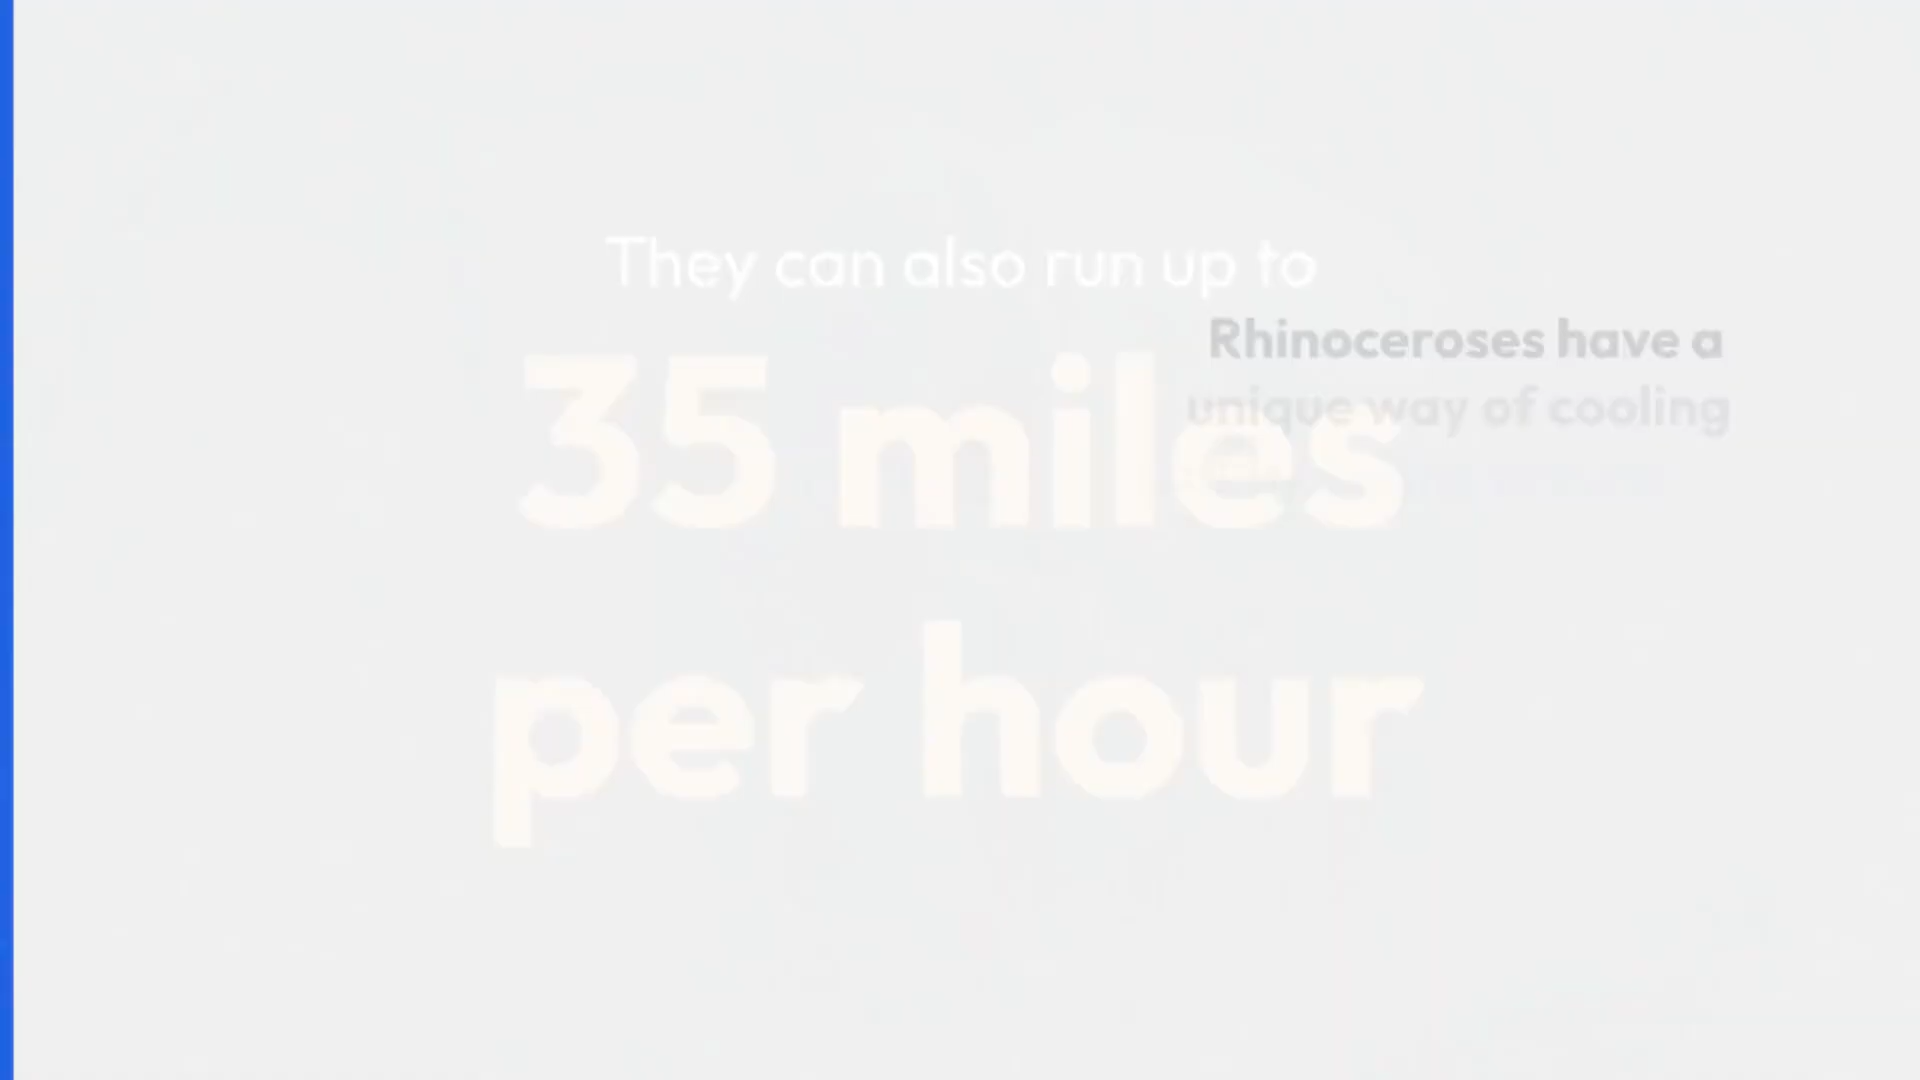 They can also run up to
35 miles
per hour
Rhinoceroses have a
unique way of cooling